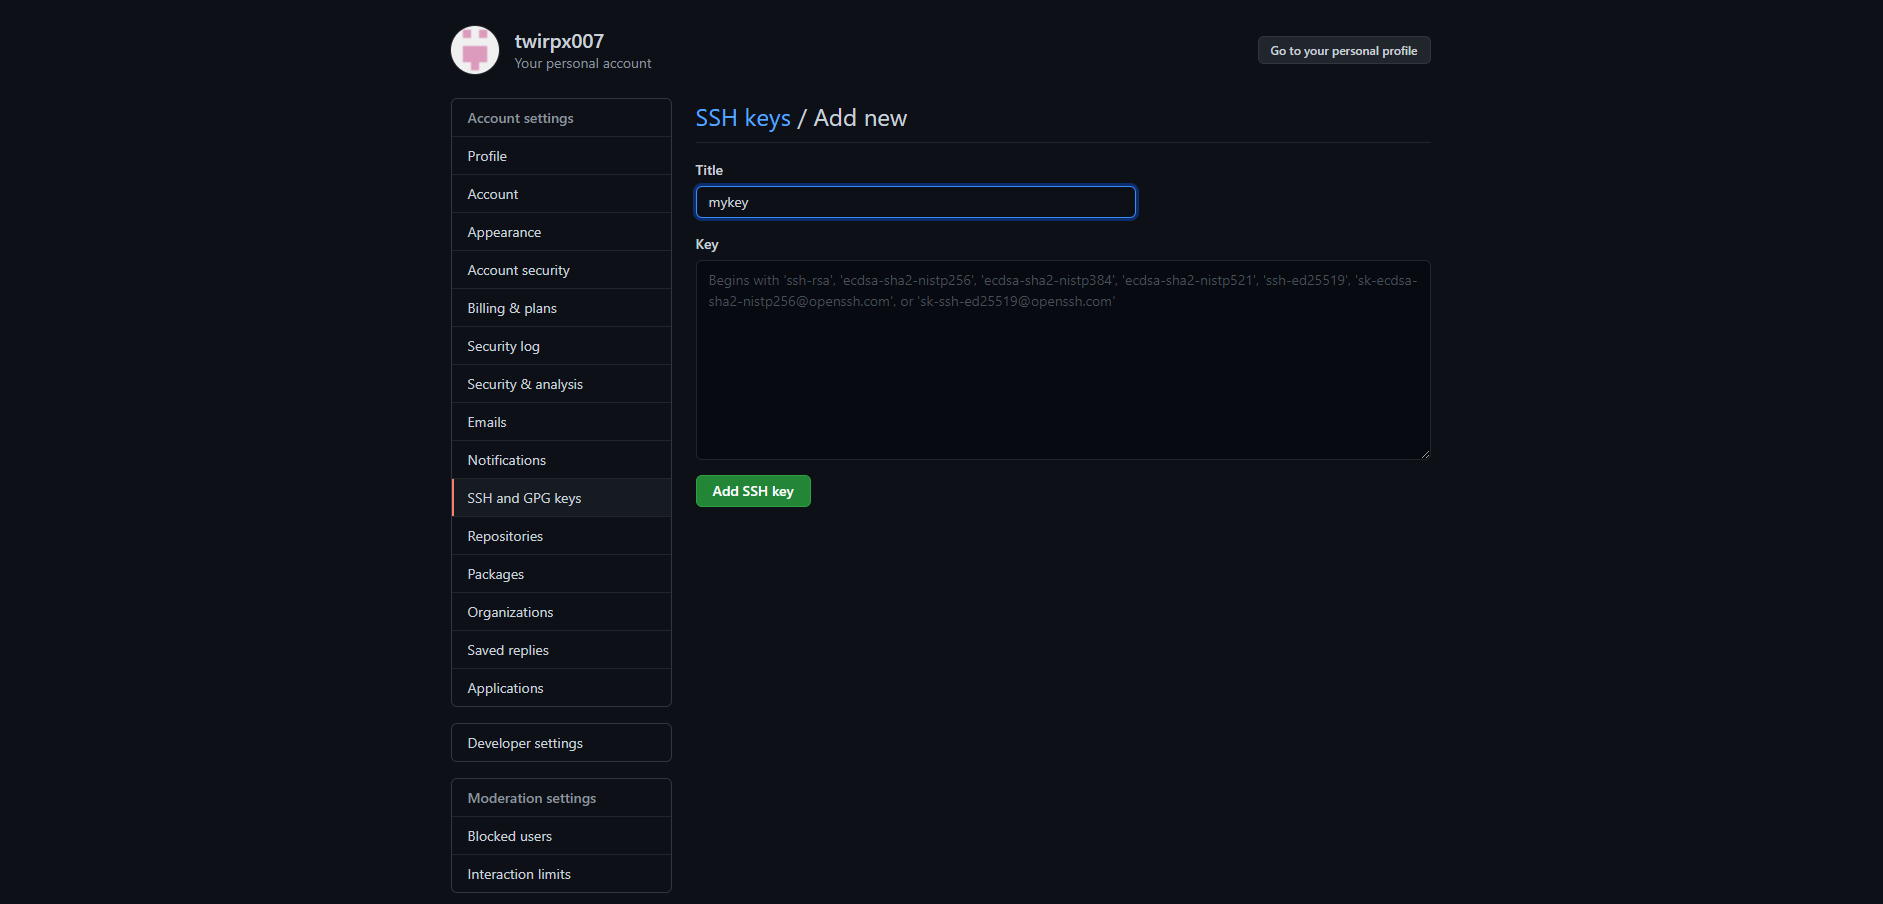 twirpx007
Your personal account
Go to your personal profile
Account settings
Profile
Account
Appearance
Account security
Billing & plans
Security log
Security & analysis
Emails
Notifications
SSH and GPG keys
Repositories
Packages
Organizations
Saved replies
Applications
Developer settings
Moderation settings
Blocked users
Interaction limits
SSH keys / Add new
Title
mykey
Key
Begins with 'ssh-rsa', 'ecdsa-sha2-nistp256', 'ecdsa-sha2-nistp384', 'ecdsa-sha2-nistp521', 'ssh-ed25519', 'sk-ecdsa-
sha2-nistp256@openssh.com', or 'sk-ssh-ed25519@openssh.com'
Add SSH key